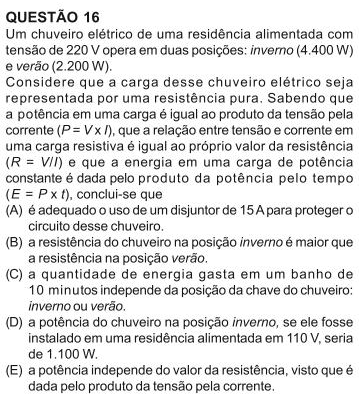 QUESTÃO 16
Um chuveiro elétrico de uma residência alimentada com
tensão de 220 V opera em duas posições: inverno (4.400 W)
e verão (2.200 W).
Considere que a carga desse chuveiro elétrico seja
representada por uma resistência pura. Sabendo que
a potência em uma carga é igual ao produto da tensão pela
corrente (P = V x I), que a relação entre tensão e corrente em
uma carga resistiva é igual ao próprio valor da resistência
(R = V/I) e que a energia em uma carga de potência
constante é dada pelo produto da potência pelo tempo
(E = P x t), conclui-se que
(A) é adequado o uso de um disjuntor de 15 A para proteger o
circuito desse chuveiro.
(B) a resistência do chuveiro na posição inverno é maior que
a resistência na posição verão.
(C) a quantidade de energia gasta em um banho de
10 minutos independe da posição da chave do chuveiro:
inverno ou verão.
(D) a potência do chuveiro na posição inverno, se ele fosse
instalado em uma residência alimentada em 110 V, seria
de 1.100 W.
(E) a potência independe do valor da resistência, visto que é
dada pelo produto da tensão pela corrente.